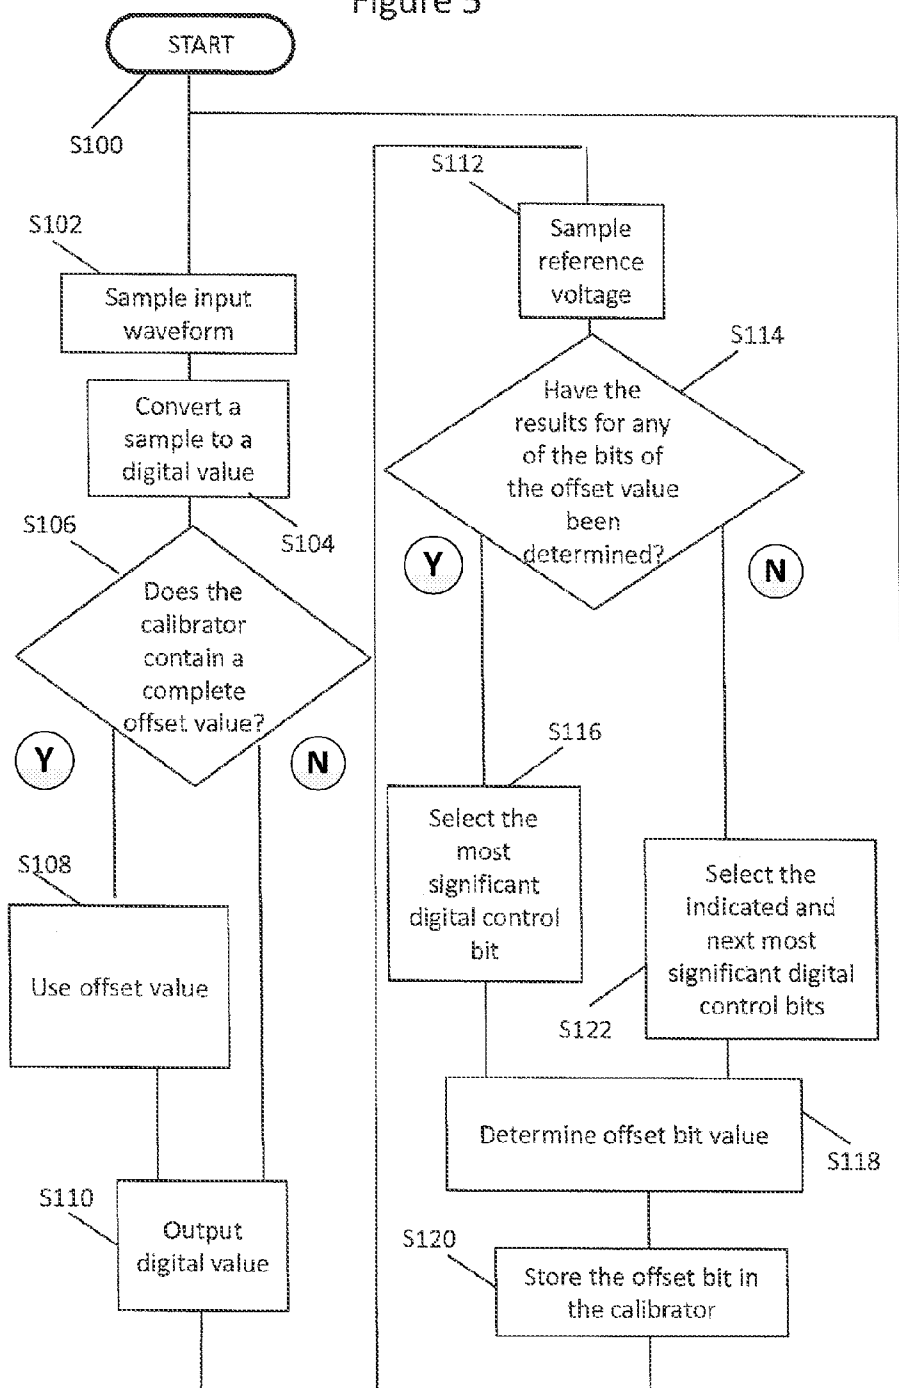 Figure 5
START
S100
S102
Sample input
waveform
Convert a
sample to a
digital value
S104
S106
Does the
calibrator
contain a
complete
offset value?
Y
N
S108
Use offset value
S110
Output
digital value
S112
Sample
reference
voltage
S114
Have the
results for any
of the bits of
the offset value
been
determined?
Y
N
S116
Select the
most
significant
digital control
bit
Select the
indicated and
next most
significant digital
control bits
S122
Determine offset bit value
S118
S120
Store the offset bit in
the calibrator